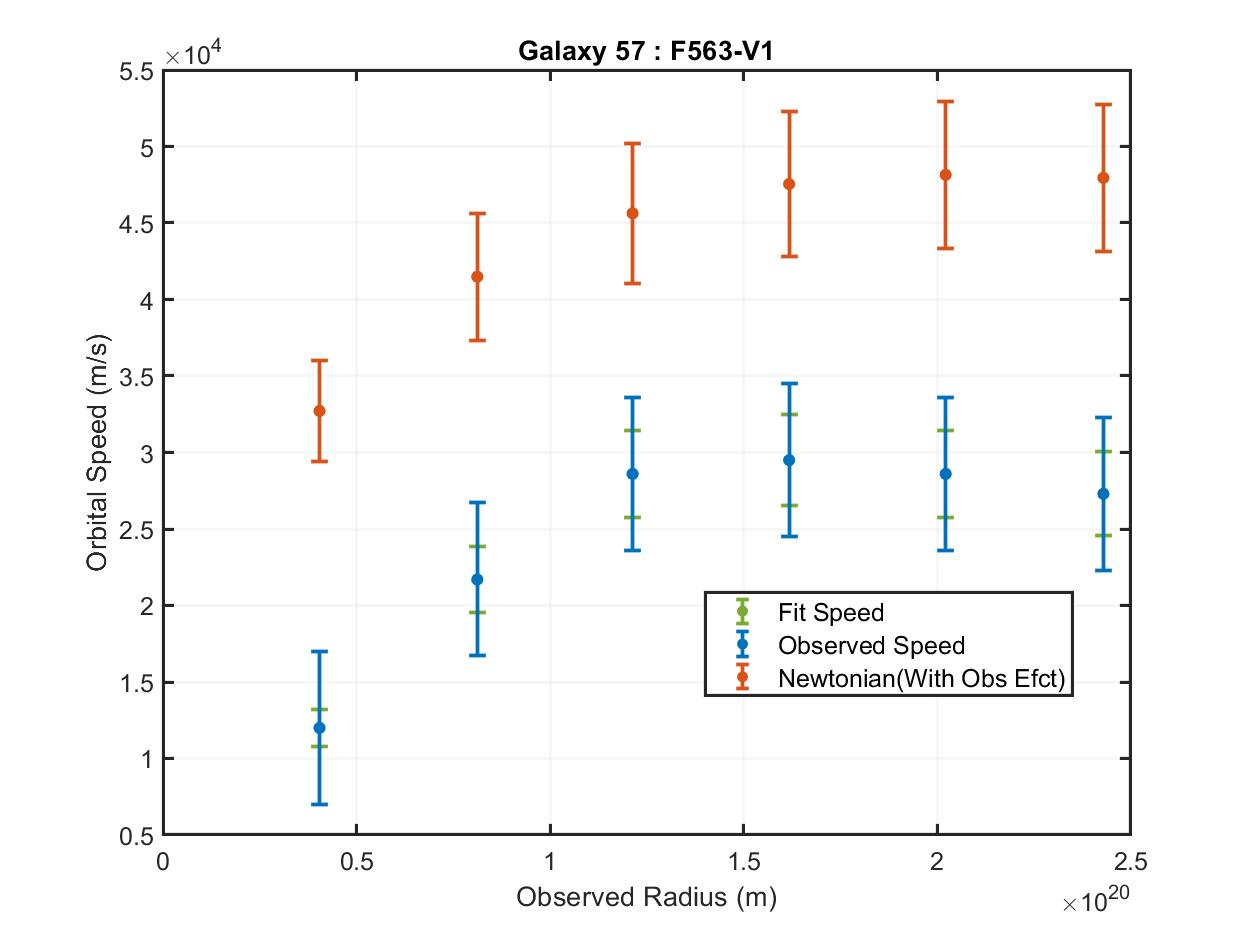 Galaxy 57 : F563-V1
×10^4
5.5
5
4.5
4
3.5
3
2.5
2
1.5
1
0.5
Orbital Speed (m/s)
Fit Speed
Observed Speed
Newtonian(With Obs Efct)
0 0.5 1 1.5 2 2.5
Observed Radius (m)
×10^20